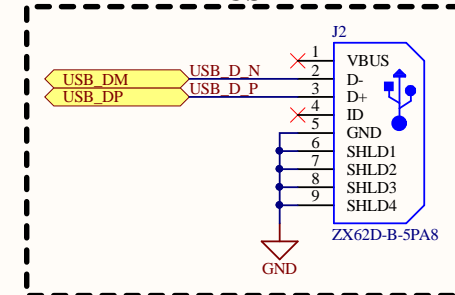 J2
1 VBUS
USB_DM USB_D_N 2 D-
USB_DP USB_D_P 3 D+
4 ID
5 GND
6 SHLD1
7 SHLD2
8 SHLD3
9 SHLD4
ZX62D-B-5PA8
GND